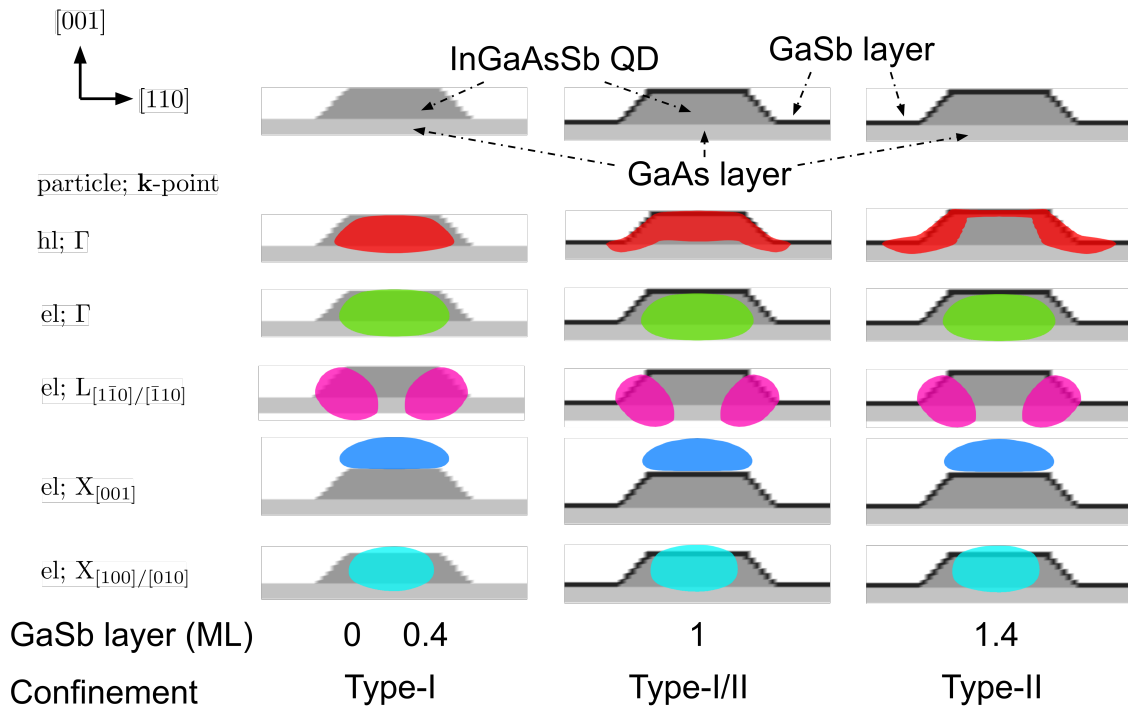 [001]
[110]
InGaAsSb QD
GaSb layer
GaAs layer
particle; k-point
hl; Γ
el; Γ
el; L[11̄0]/[1̄10]
el; X[001]
el; X[100]/[010]
GaSb layer (ML) 0 0.4 1 1.4
Confinement Type-I Type-I/II Type-II